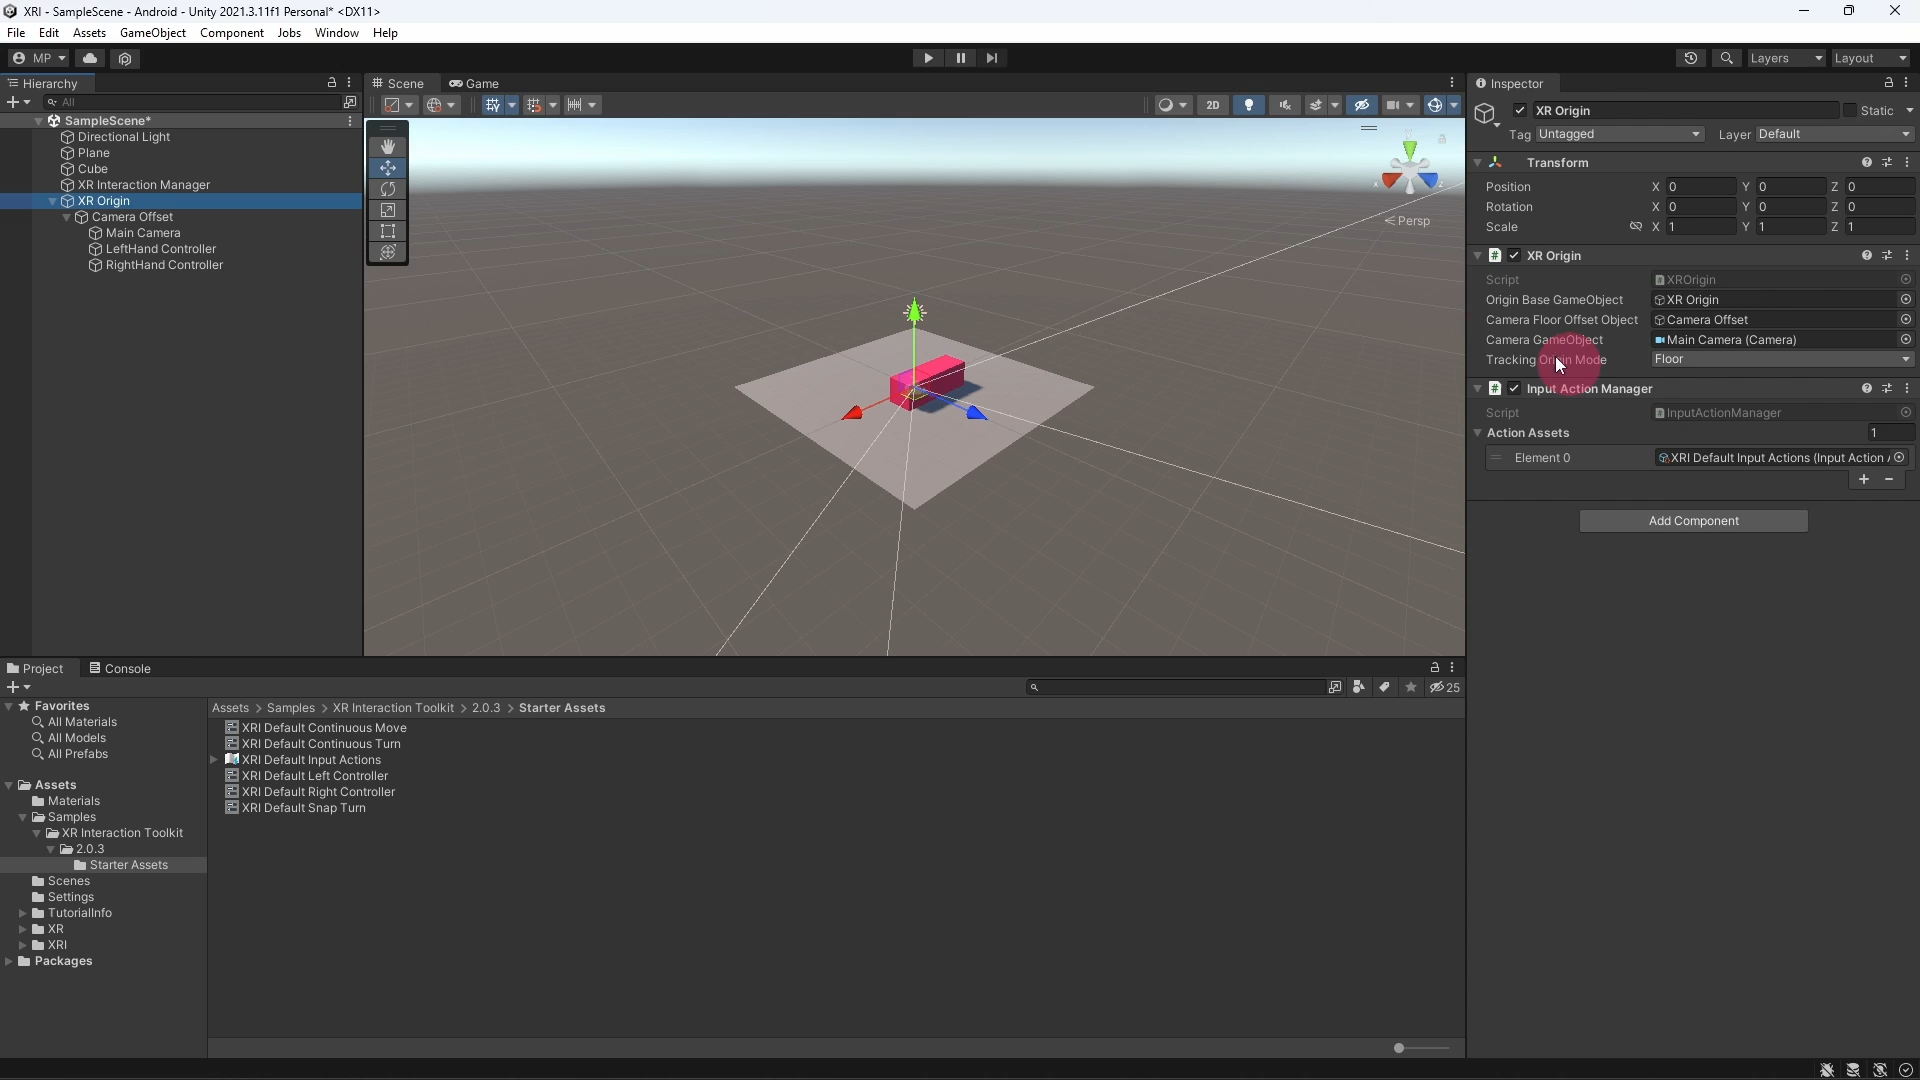 XRI - SampleScene - Android - Unity 2021.3.11f1 Personal* <DX11>
File Edit Assets GameObject Component Jobs Window Help
MP
Layers
Layout
Hierarchy
All
SampleScene*
Directional Light
Plane
Cube
XR Interaction Manager
XR Origin
Camera Offset
Main Camera
LeftHand Controller
RightHand Controller
Scene
Game
2D
Persp
Inspector
XR Origin
Static
Tag Untagged
Layer Default
Transform
Position X 0 Y 0 Z 0
Rotation X 0 Y 0 Z 0
Scale X 1 Y 1 Z 1
XR Origin
Script XROrigin
Origin Base GameObject XR Origin
Camera Floor Offset Object Camera Offset
Camera GameObject Main Camera (Camera)
Tracking Origin Mode Floor
Input Action Manager
Script InputActionManager
Action Assets 1
Element 0 XRI Default Input Actions (Input Action
Add Component
Project
Console
25
Favorites
All Materials
All Models
All Prefabs
Assets
Materials
Samples
XR Interaction Toolkit
2.0.3
Starter Assets
Scenes
Settings
TutorialInfo
XR
XRI
Packages
Assets > Samples > XR Interaction Toolkit > 2.0.3 > Starter Assets
XRI Default Continuous Move
XRI Default Continuous Turn
XRI Default Input Actions
XRI Default Left Controller
XRI Default Right Controller
XRI Default Snap Turn